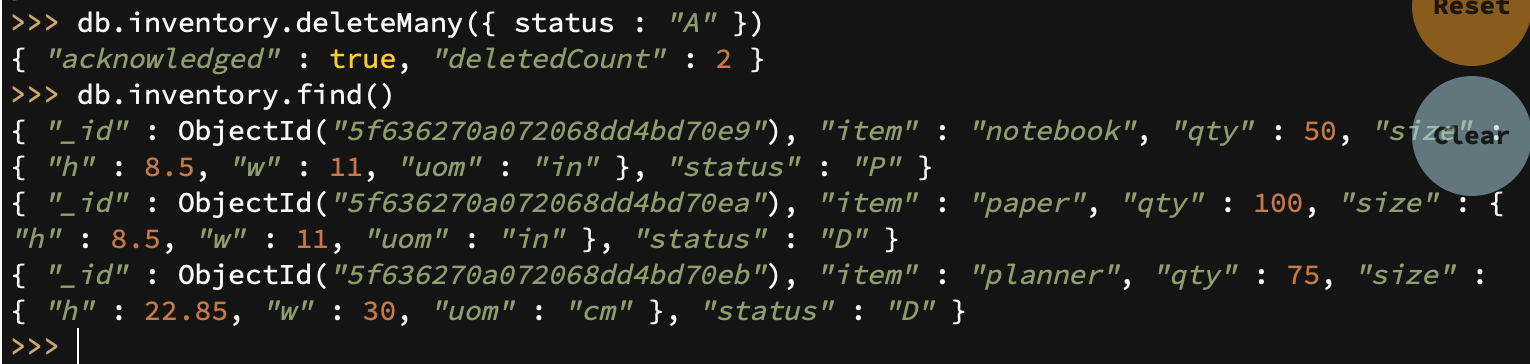 >>> db.inventory.deleteMany({ status : "A" })
{ "acknowledged" : true, "deletedCount" : 2 }
>>> db.inventory.find()
{ "_id" : ObjectId("5f636270a072068dd4bd70e9"), "item" : "notebook", "qty" : 50, "size" :
{ "h" : 8.5, "w" : 11, "uom" : "in" }, "status" : "P" }
{ "_id" : ObjectId("5f636270a072068dd4bd70ea"), "item" : "paper", "qty" : 100, "size" : {
"h" : 8.5, "w" : 11, "uom" : "in" }, "status" : "D" }
{ "_id" : ObjectId("5f636270a072068dd4bd70eb"), "item" : "planner", "qty" : 75, "size" :
{ "h" : 22.85, "w" : 30, "uom" : "cm" }, "status" : "D" }
>>>
Reset
Clear